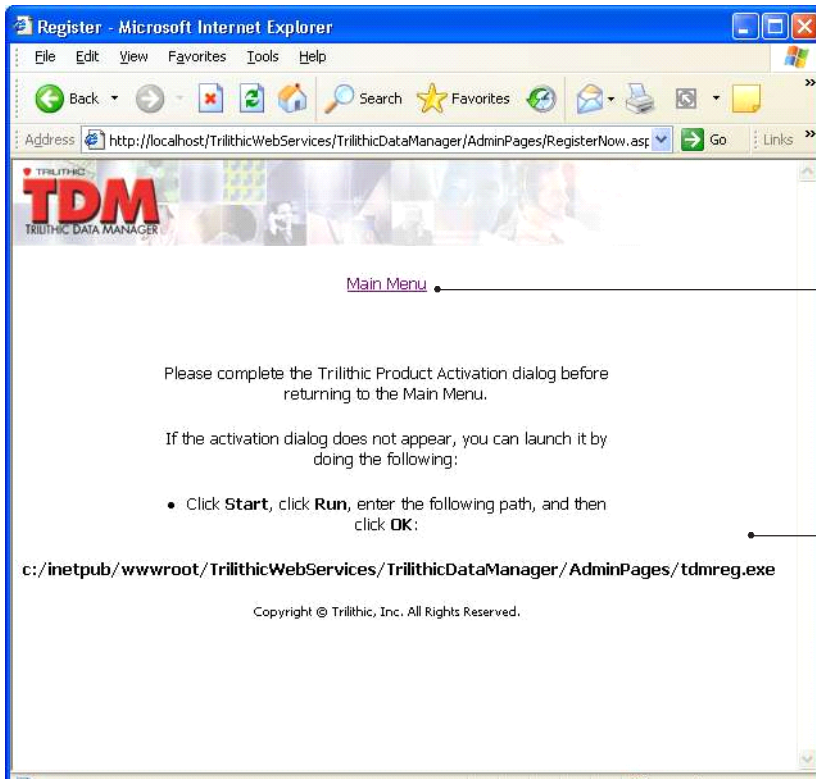 Register - Microsoft Internet Explorer
File Edit View Favorites Tools Help
Back Search Favorites
Address http://localhost/TrilithicWebServices/TrilithicDataManager/AdminPages/RegisterNow.asp Go Links »
TRILITHIC
TDM
TRILITHIC DATA MANAGER
Main Menu
Please complete the Trilithic Product Activation dialog before
returning to the Main Menu.
If the activation dialog does not appear, you can launch it by
doing the following:
• Click Start, click Run, enter the following path, and then
click OK:
c:/inetpub/wwwroot/TrilithicWebServices/TrilithicDataManager/AdminPages/tdmreg.exe
Copyright © Trilithic, Inc. All Rights Reserved.